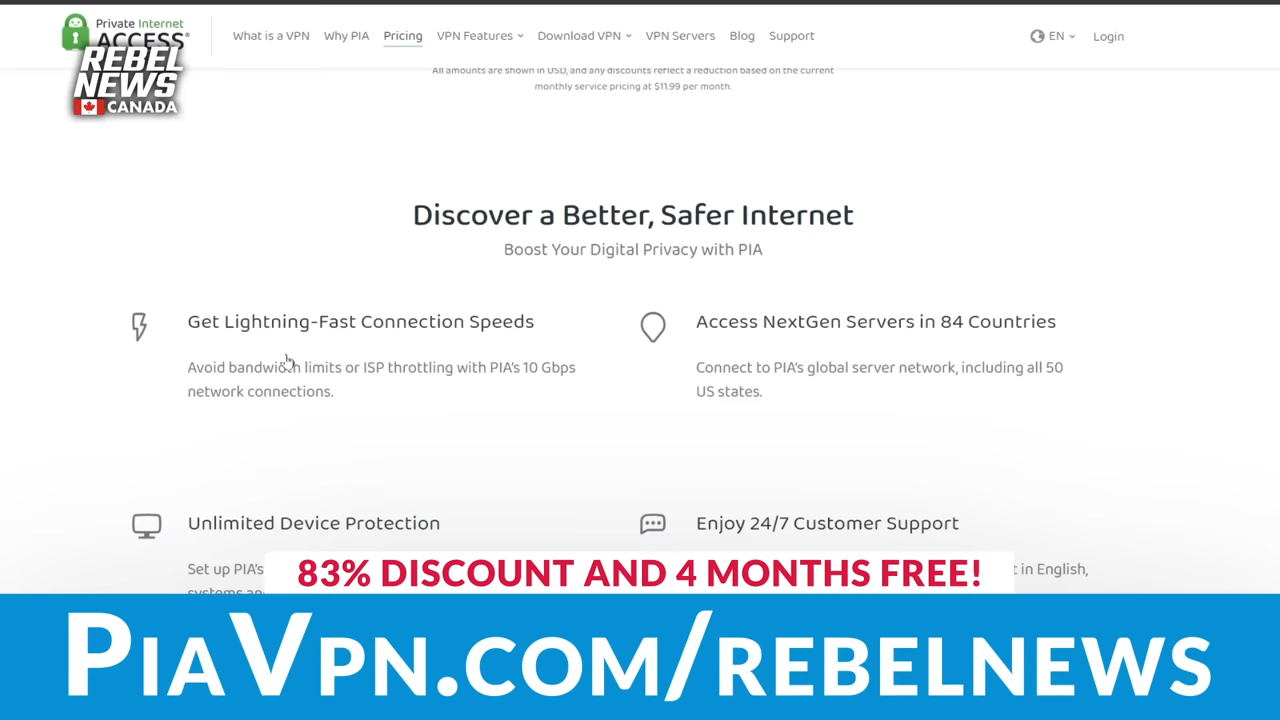 Private Internet
ACCESS®
What is a VPN Why PIA Pricing VPN Features Download VPN VPN Servers Blog Support EN Login
REBEL
NEWS
CANADA
All amounts are shown in USD, and any discounts reflect a reduction based on the current
monthly service pricing at $11.99 per month.
Discover a Better, Safer Internet
Boost Your Digital Privacy with PIA
Get Lightning-Fast Connection Speeds
Avoid bandwidth limits or ISP throttling with PIA's 10 Gbps
network connections.
Access NextGen Servers in 84 Countries
Connect to PIA's global server network, including all 50
US states.
Unlimited Device Protection
Set up PIA's
Enjoy 24/7 Customer Support
t in English,
83% DISCOUNT AND 4 MONTHS FREE!
PIAVPN.COM/REBELNEWS